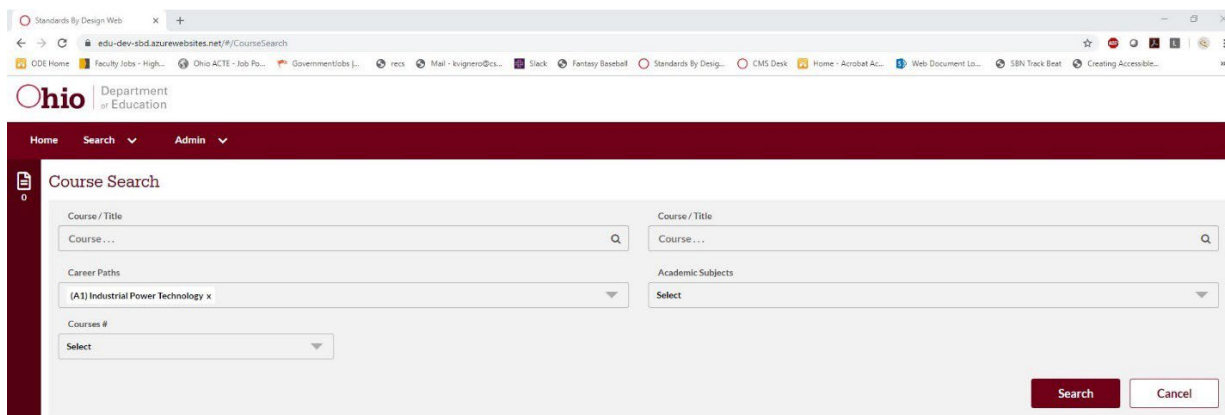 Standards By Design Web × +
edu-dev-sbd.azurewebsites.net/#/CourseSearch
ODE Home Faculty Jobs - High... Ohio ACTE - Job Po... GovernmentJobs |... recs Mail - kvignero@cs... Slack Fantasy Baseball Standards By Desig... CMS Desk Home - Acrobat Ac... Web Document Lo... SBN Track Beat Creating Accessible...
Ohio Department
of Education
Home Search Admin
0
Course Search
Course / Title Course / Title
Course... Course...
Career Paths Academic Subjects
(A1) Industrial Power Technology x Select
Courses #
Select
Search Cancel